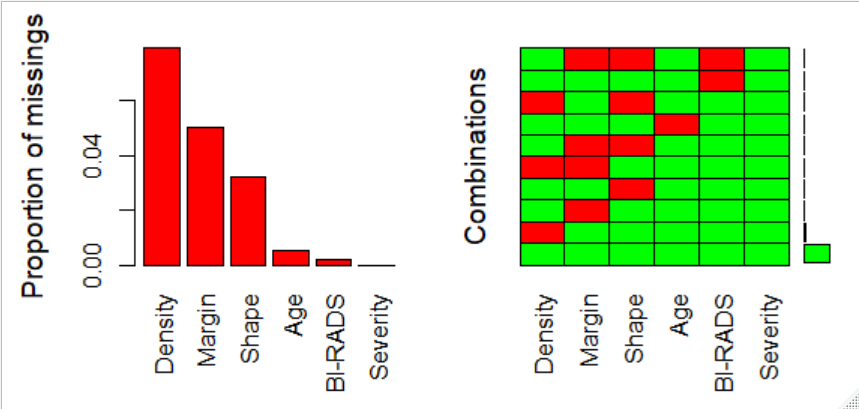 Proportion of missings
0.04
0.00
Density
Margin
Shape
Age
BI-RADS
Severity
Combinations
Density
Margin
Shape
Age
BI-RADS
Severity